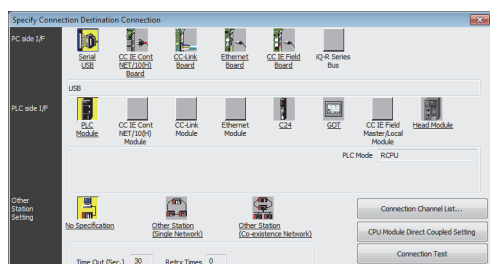 Specify Connection Destination Connection
PC side I/F
Serial
USB
CC IE Cont
NET/10(H)
Board
CC-Link
Board
Ethernet
Board
CC IE Field
Board
iQ-R Series
Bus
USB
PLC side I/F
PLC
Module
CC IE Cont
NET/10(H)
Module
CC-Link
Module
Ethernet
Module
C24
GOT
CC IE Field
Master/Local
Module
Head Module
PLC Mode RCPU
Other
Station
Setting
No Specification
Other Station
(Single Network)
Other Station
(Co-existence Network)
Connection Channel List...
CPU Module Direct Coupled Setting
Time Out (Sec.) 30 Retry Times 0
Connection Test